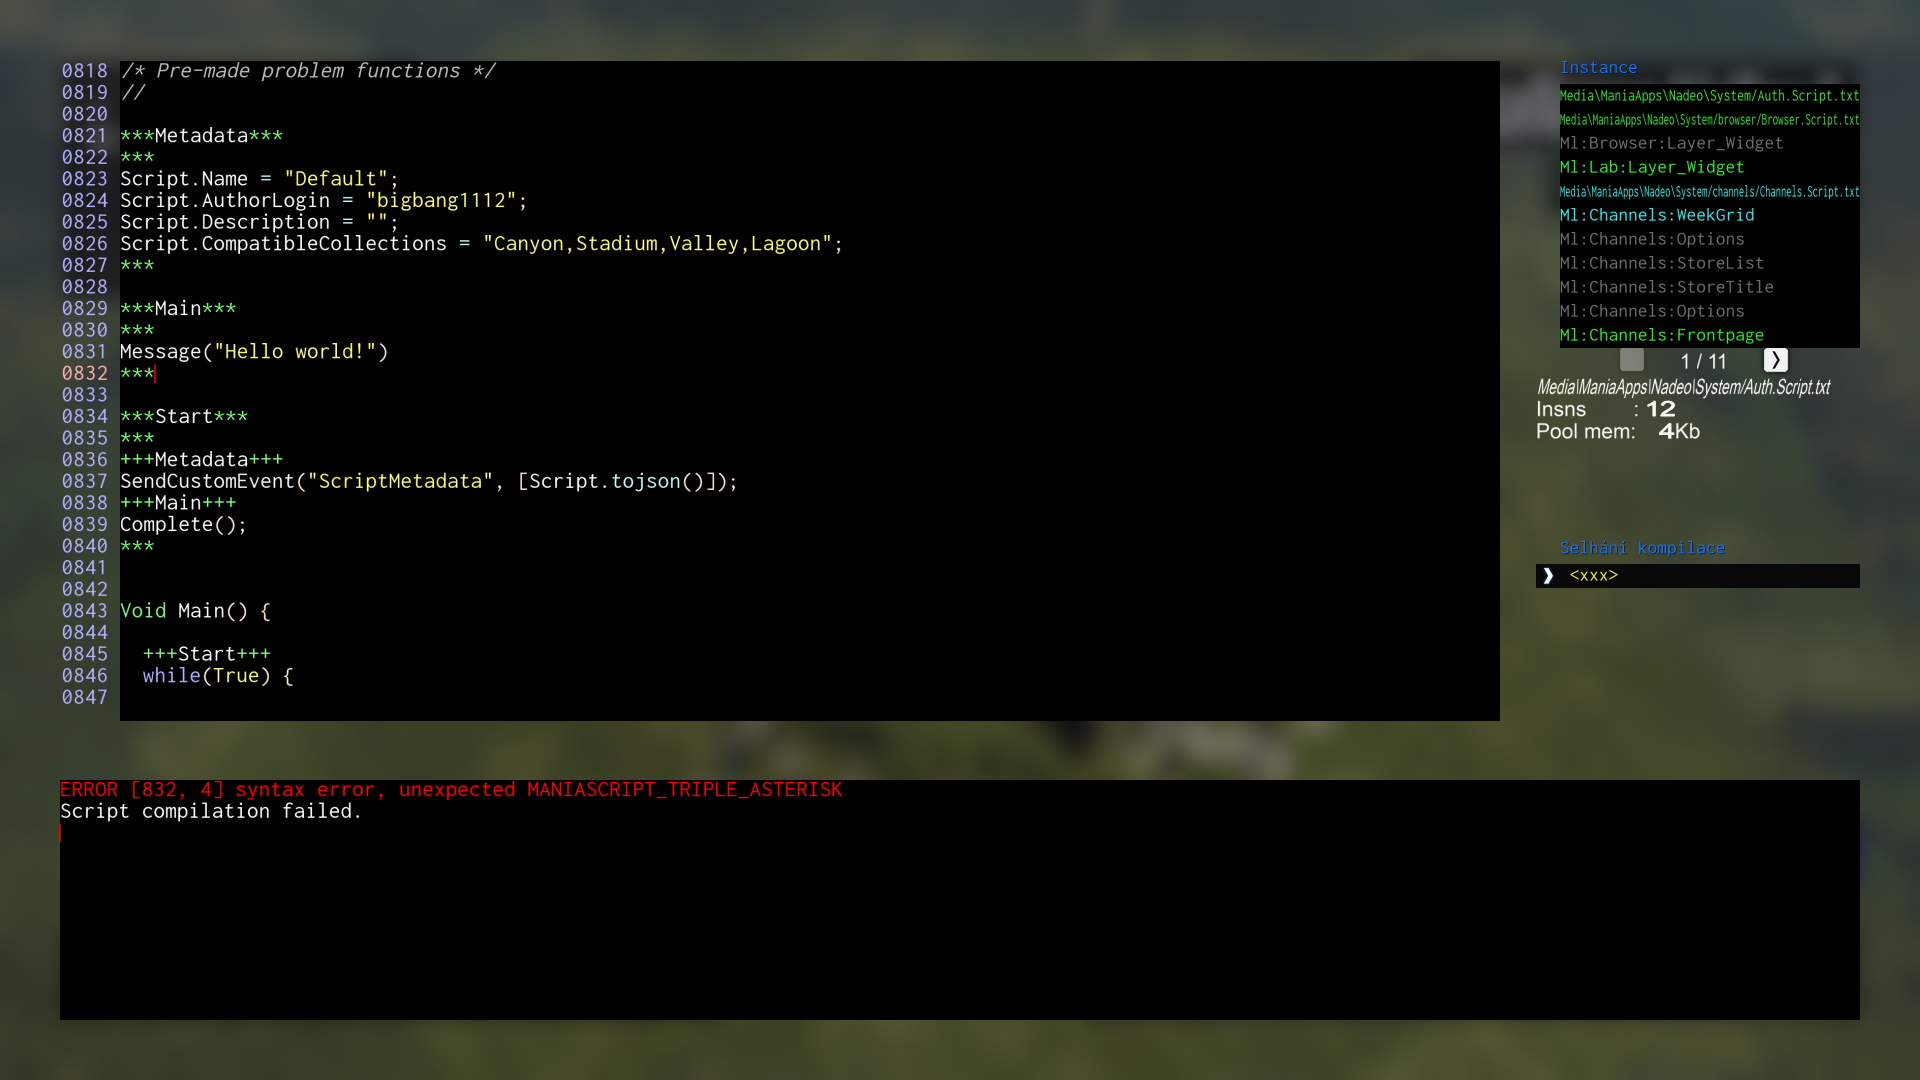 0818 /* Pre-made problem functions */
0819 //
0820
0821 ***Metadata***
0822 ***
0823 Script.Name = "Default";
0824 Script.AuthorLogin = "bigbang1112";
0825 Script.Description = "";
0826 Script.CompatibleCollections = "Canyon,Stadium,Valley,Lagoon";
0827 ***
0828
0829 ***Main***
0830 ***
0831 Message("Hello world!")
0832 ***
0833
0834 ***Start***
0835 ***
0836 +++Metadata+++
0837 SendCustomEvent("ScriptMetadata", [Script.tojson()]);
0838 +++Main+++
0839 Complete();
0840 ***
0841
0842
0843 Void Main() {
0844
0845   +++Start+++
0846   while(True) {
0847
Instance
Media\ManiaApps\Nadeo\System/Auth.Script.txt
Media\ManiaApps\Nadeo\System/browser/Browser.Script.txt
Ml:Browser:Layer_Widget
Ml:Lab:Layer_Widget
Media\ManiaApps\Nadeo\System/channels/Channels.Script.txt
Ml:Channels:WeekGrid
Ml:Channels:Options
Ml:Channels:StoreList
Ml:Channels:StoreTitle
Ml:Channels:Options
Ml:Channels:Frontpage
1 / 11
Media\ManiaApps\Nadeo\System/Auth.Script.txt
Insns : 12
Pool mem: 4Kb
Selhání kompilace
<xxx>
ERROR [832, 4] syntax error, unexpected MANIASCRIPT_TRIPLE_ASTERISK
Script compilation failed.